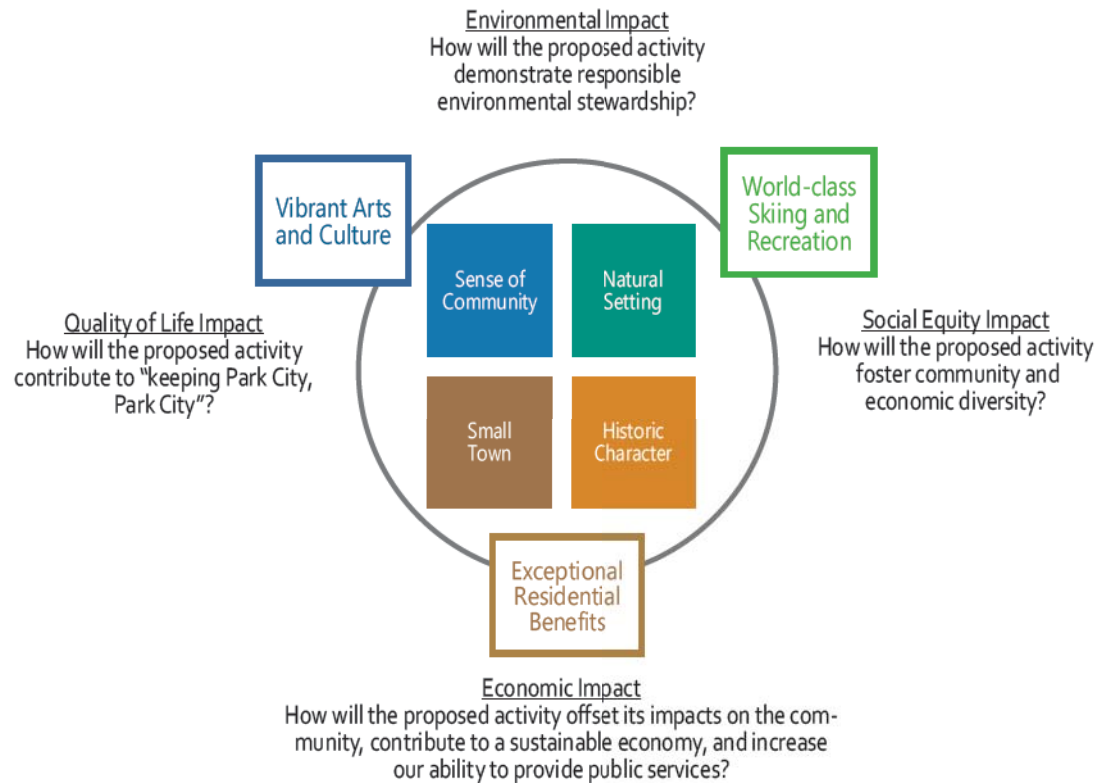 Environmental Impact
How will the proposed activity
demonstrate responsible
environmental stewardship?
Vibrant Arts
and Culture
World-class
Skiing and
Recreation
Sense of
Community
Natural
Setting
Quality of Life Impact
How will the proposed activity
contribute to “keeping Park City,
Park City”?
Social Equity Impact
How will the proposed activity
foster community and
economic diversity?
Small
Town
Historic
Character
Exceptional
Residential
Benefits
Economic Impact
How will the proposed activity offset its impacts on the com-
munity, contribute to a sustainable economy, and increase
our ability to provide public services?